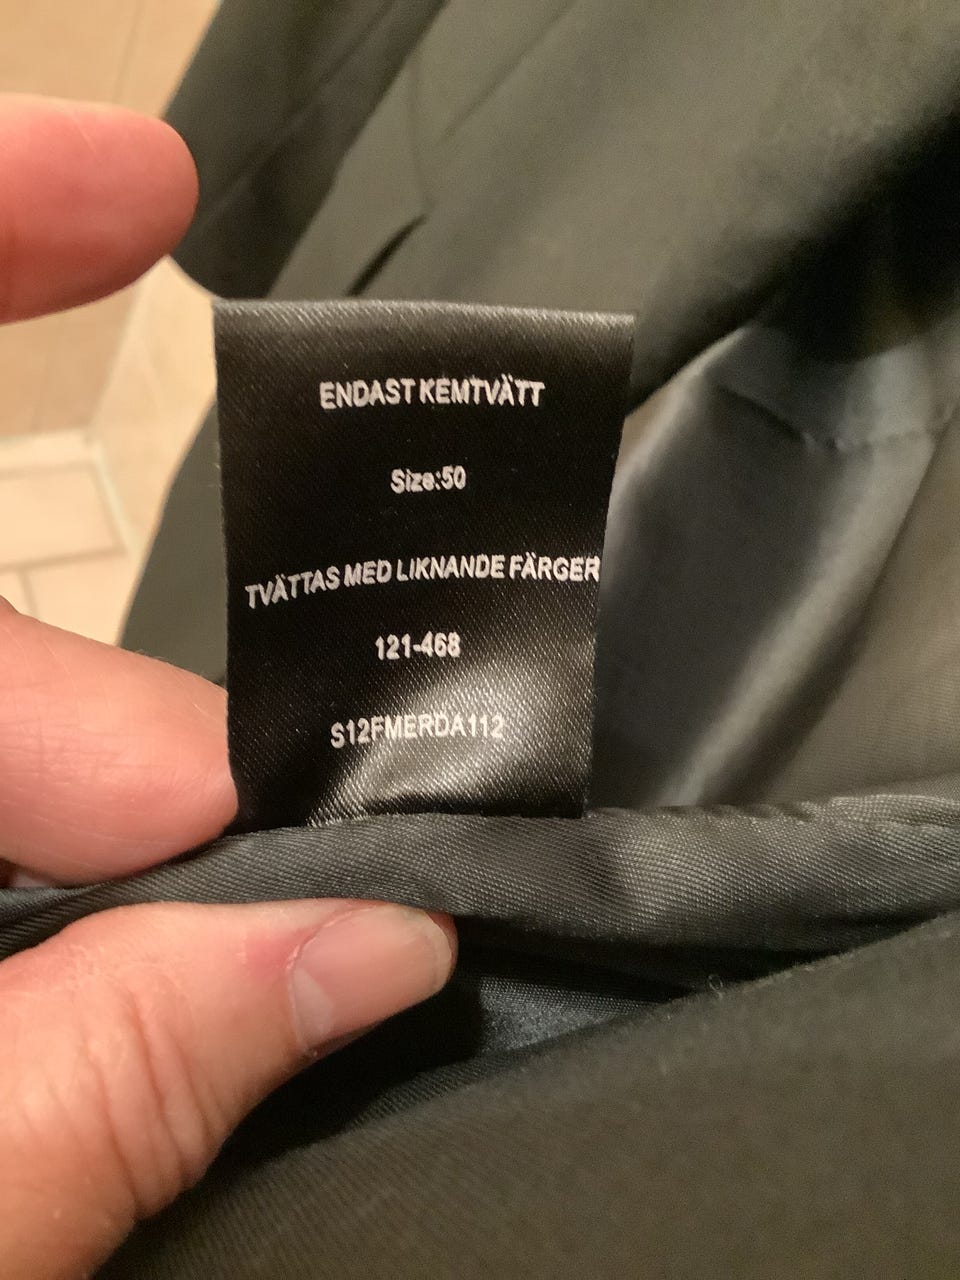 ENDAST KEMTVÄTT
Size:50
TVÄTTAS MED LIKNANDE FÄRGER
121-468
S12FMERDA112